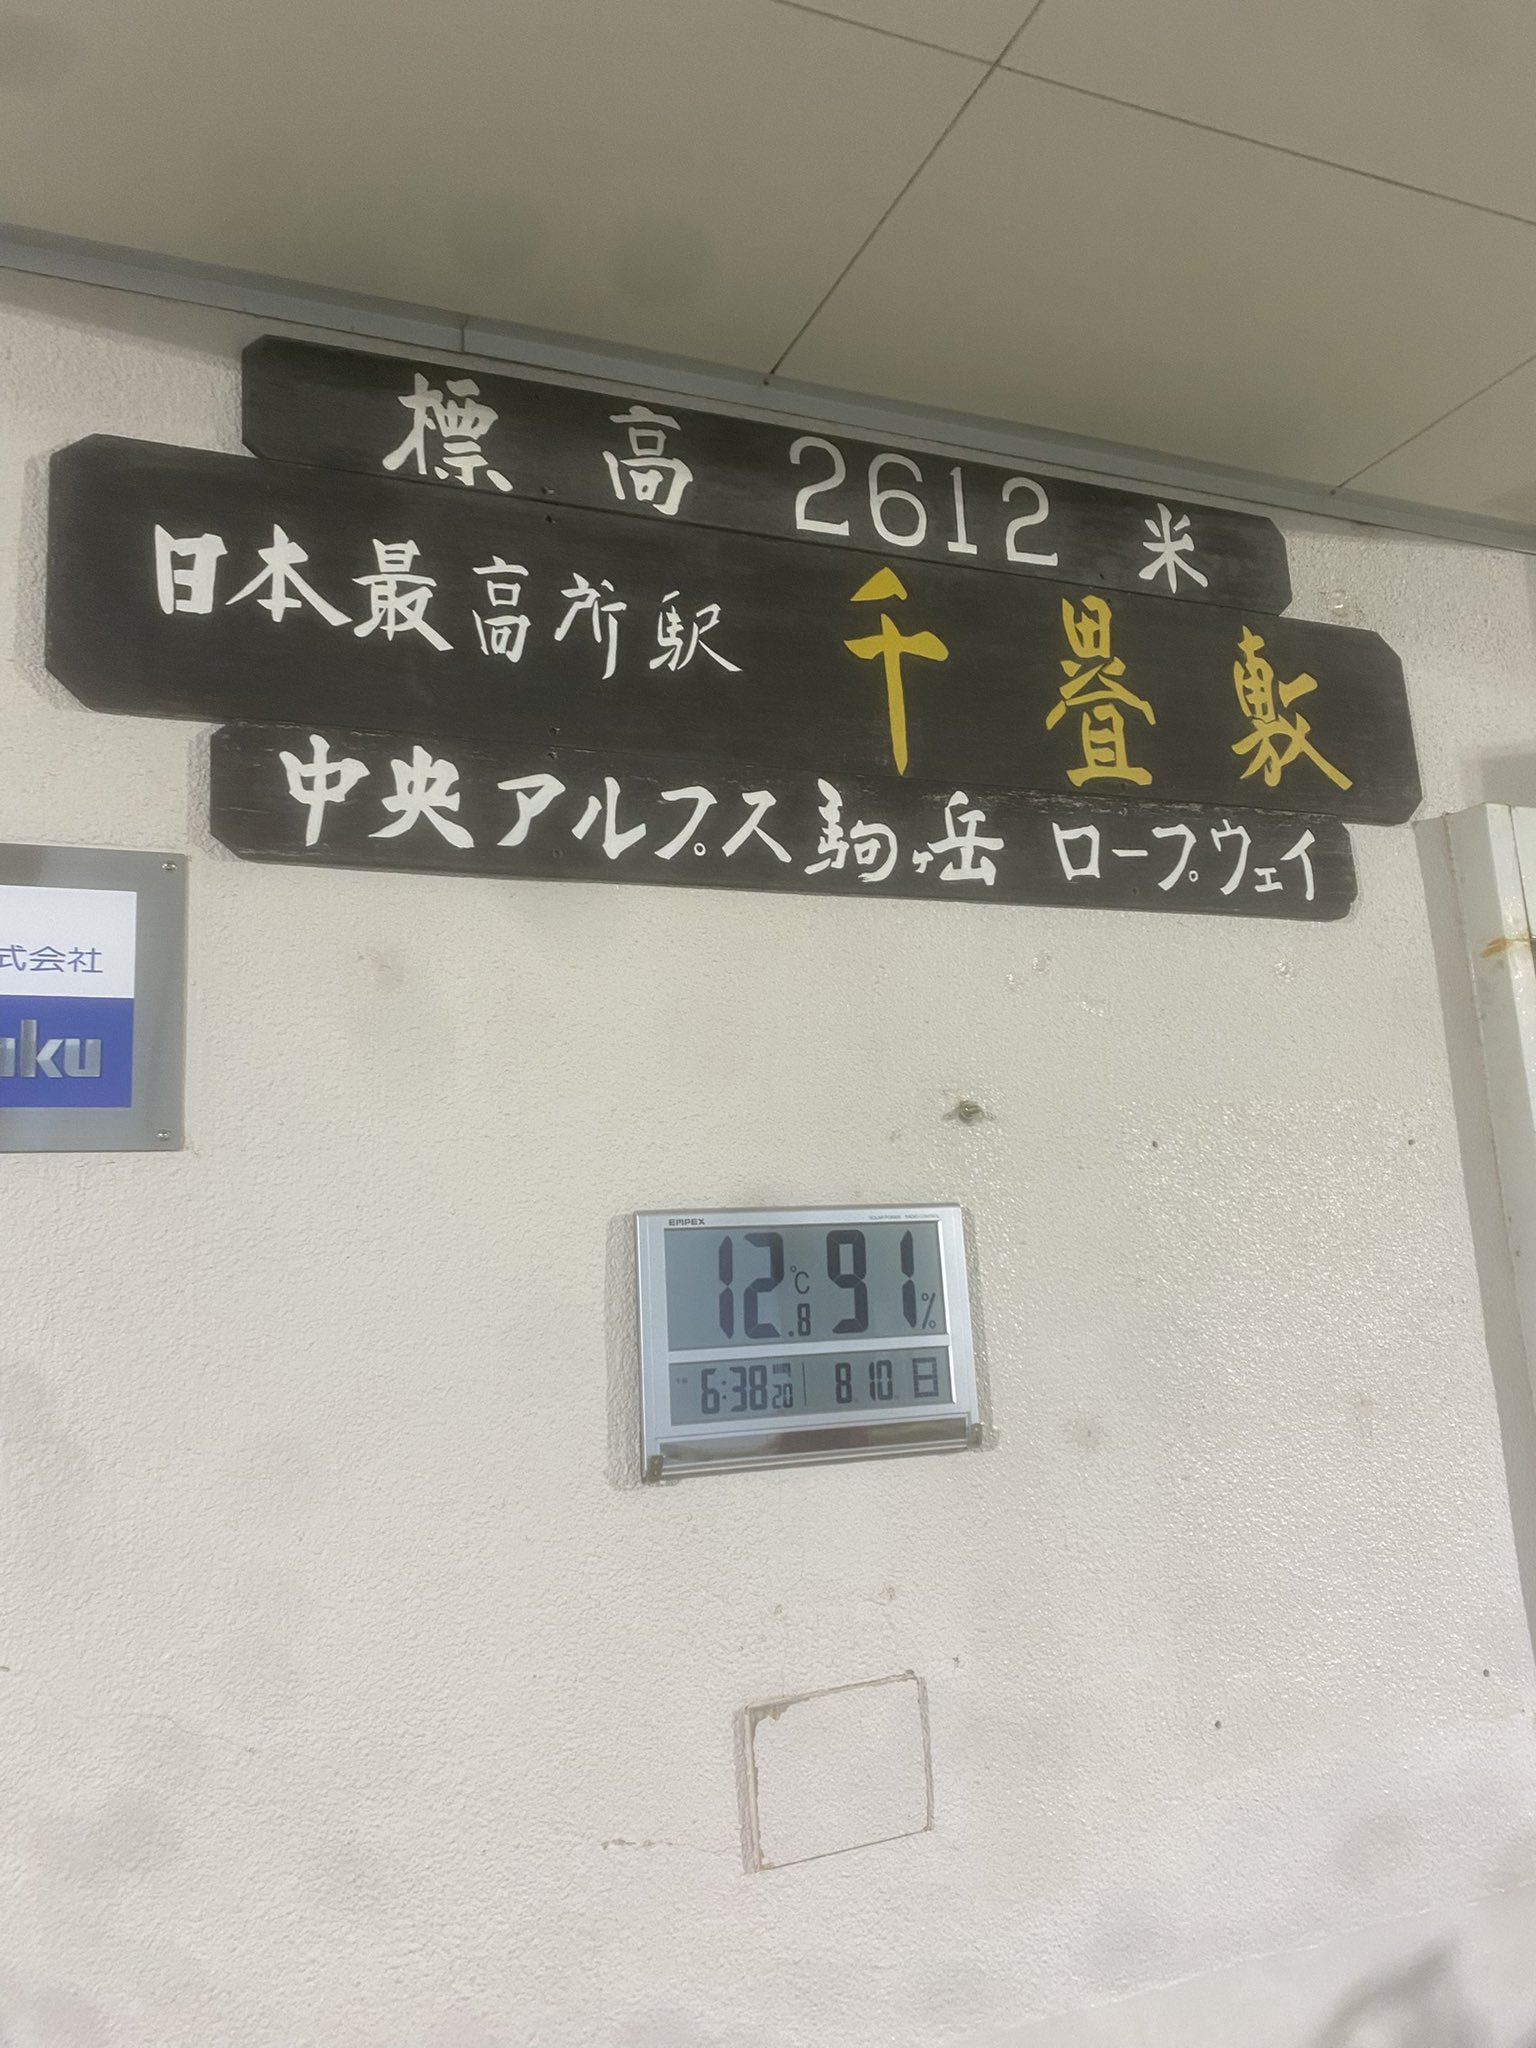 標高 2612 米
日本最高所駅 千畳敷
中央アルプス駒ヶ岳 ロープウェイ
式会社
uku
EMPEX
12.8 ℃ 91 %
6:38 20 8 10 日